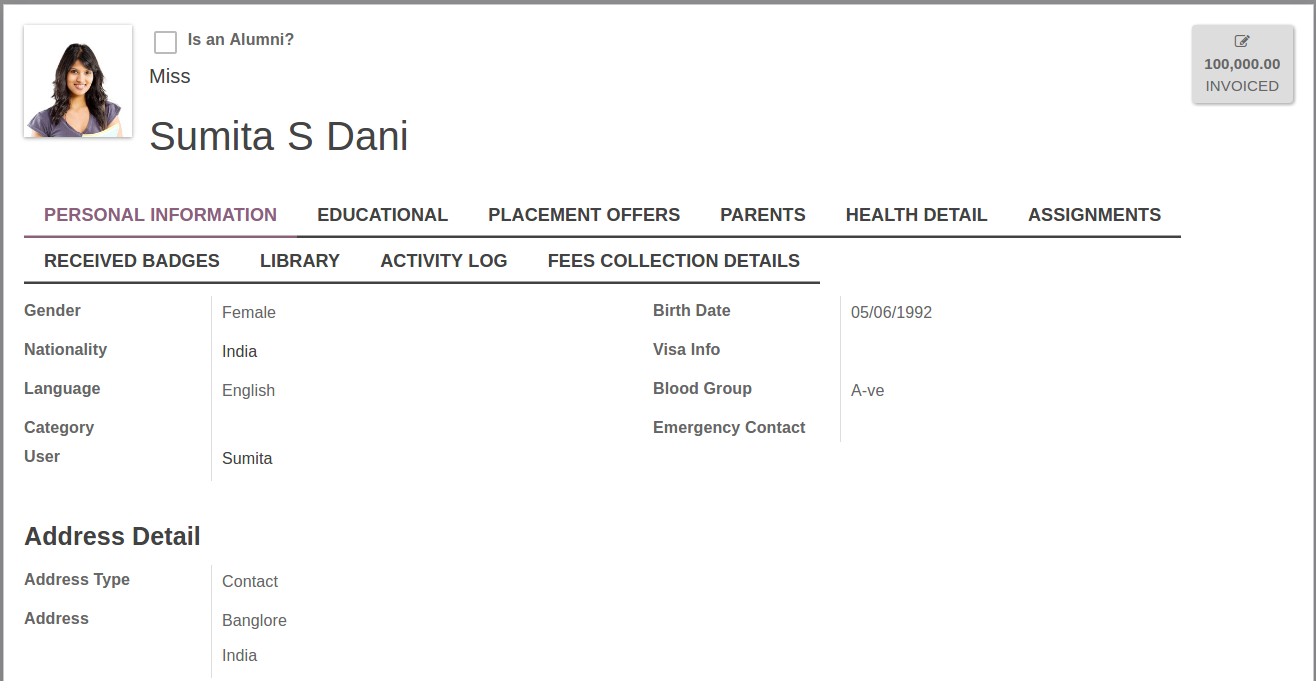 Is an Alumni?
Miss
Sumita S Dani
100,000.00
INVOICED
PERSONAL INFORMATION EDUCATIONAL PLACEMENT OFFERS PARENTS HEALTH DETAIL ASSIGNMENTS
RECEIVED BADGES LIBRARY ACTIVITY LOG FEES COLLECTION DETAILS
Gender Female Birth Date 05/06/1992
Nationality India Visa Info
Language English Blood Group A-ve
Category Emergency Contact
User Sumita
Address Detail
Address Type Contact
Address Banglore
India